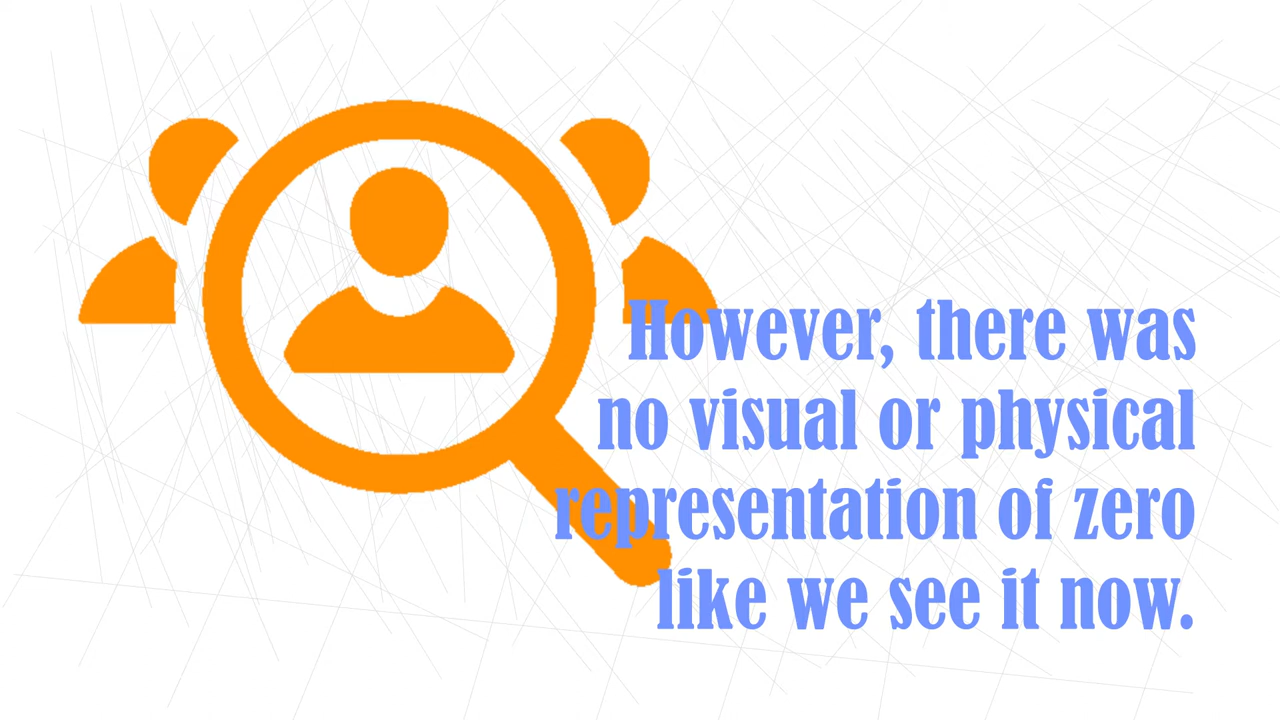 However, there was
no visual or physical
representation of zero
like we see it now.